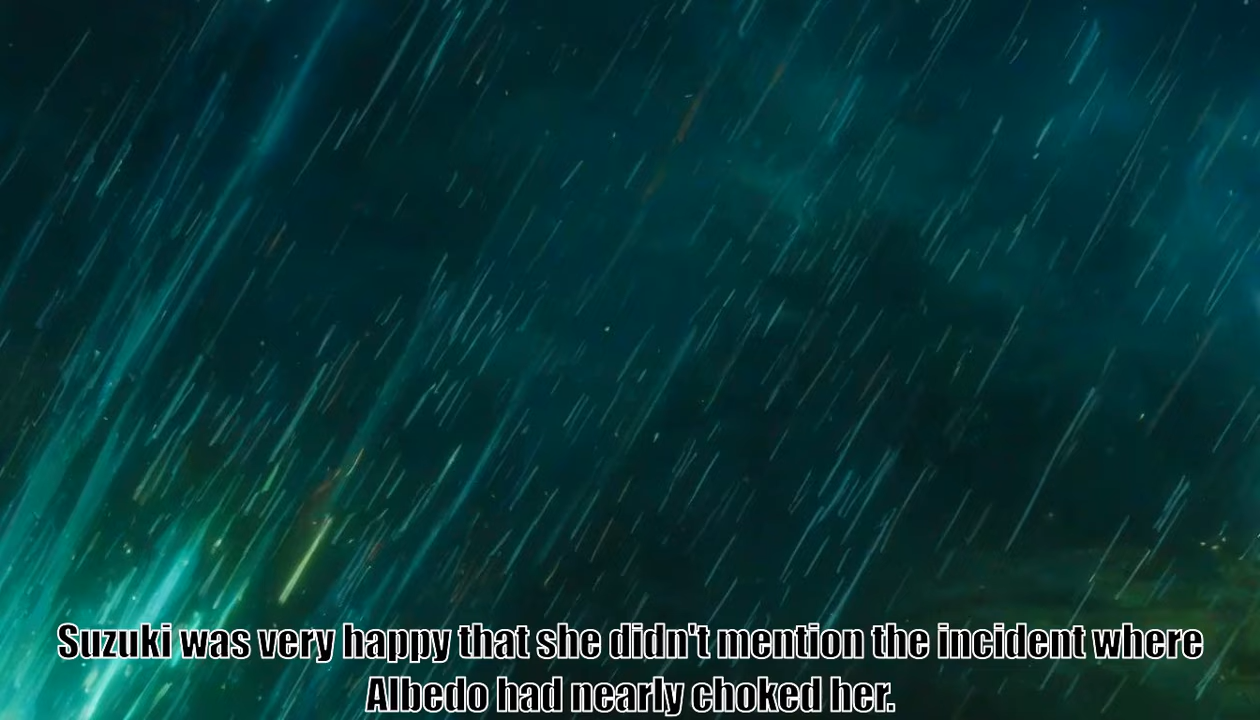 Suzuki was very happy that she didn't mention the incident where
Albedo had nearly choked her.